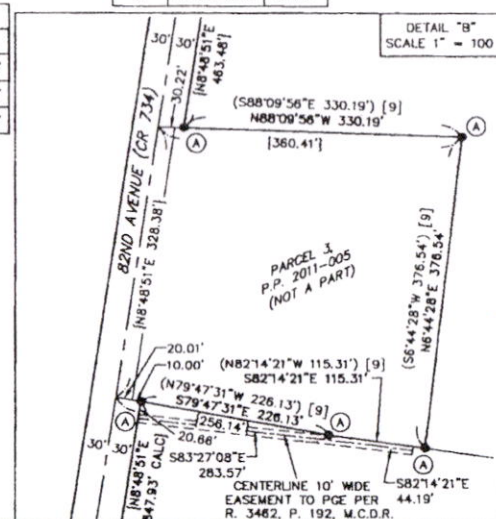 DETAIL "B"
SCALE 1" = 100
30' 30'
[N8°48'51"E
463.48']
30.22'
(S88°09'56"E 330.19') [9]
N88°09'56"W 330.19'
[360.41']
A
A
82ND AVENUE (CR 734)
[N8°48'51"E 328.38']
PARCEL 3,
P.P. 2011-005
(NOT A PART)
(S6°44'28"W 376.54') [9]
N6°44'28"E 376.54'
20.01'
10.00'
(N82°14'21"W 115.31') [9]
S82°14'21"E 115.31'
(N79°47'31"W 226.13') [9]
S79°47'31"E 226.13'
[256.14']
A
A
A
30' 30'
20.66'
[N8°48'51"E
547.93' CALC]
S83°27'08"E
283.57'
S82°14'21"E
44.19'
CENTERLINE 10' WIDE
EASEMENT TO PGE PER
R. 3462, P. 192, M.C.D.R.